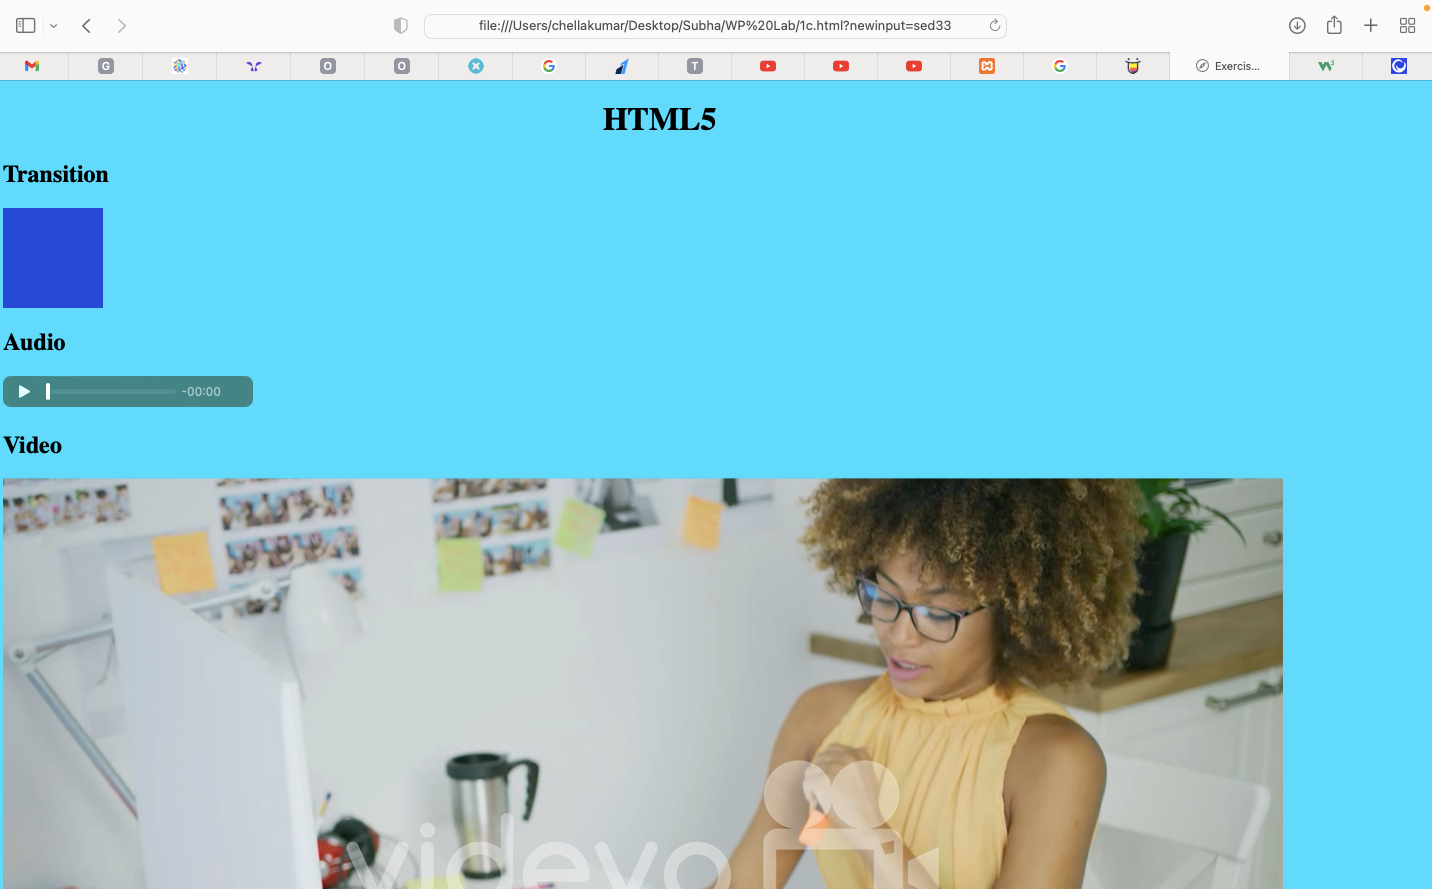 file:///Users/chellakumar/Desktop/Subha/WP%20Lab/1c.html?newinput=sed33
G
O
O
T
Exercis...
W3
HTML5
Transition
Audio
-00:00
Video
videvo